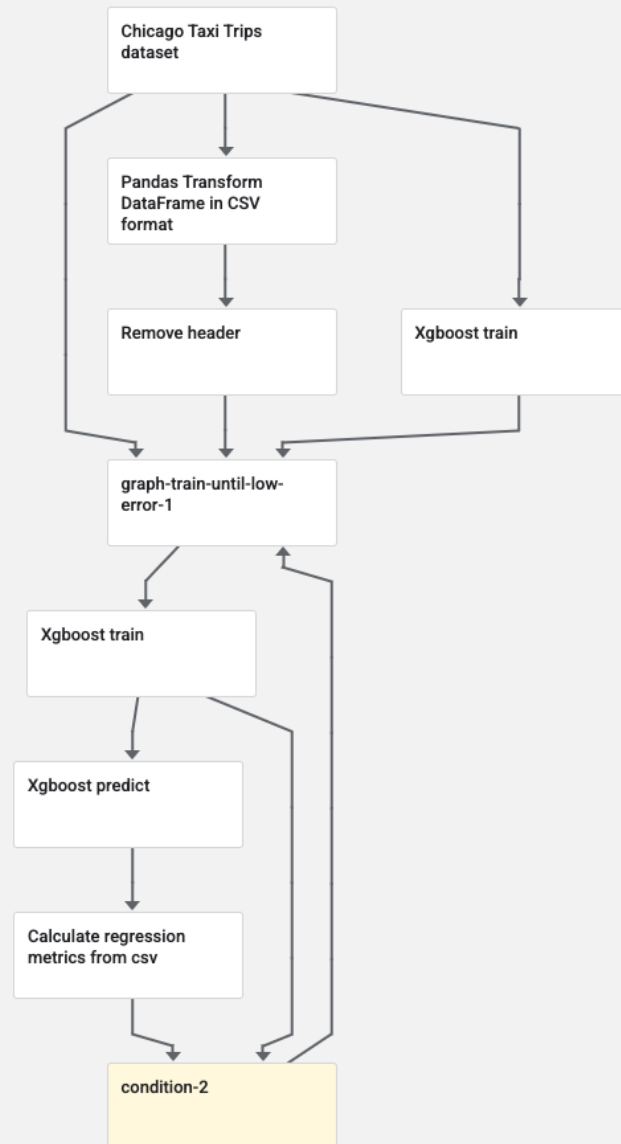 Chicago Taxi Trips
dataset
Pandas Transform
DataFrame in CSV
format
Remove header
Xgboost train
graph-train-until-low-
error-1
Xgboost train
Xgboost predict
Calculate regression
metrics from csv
condition-2